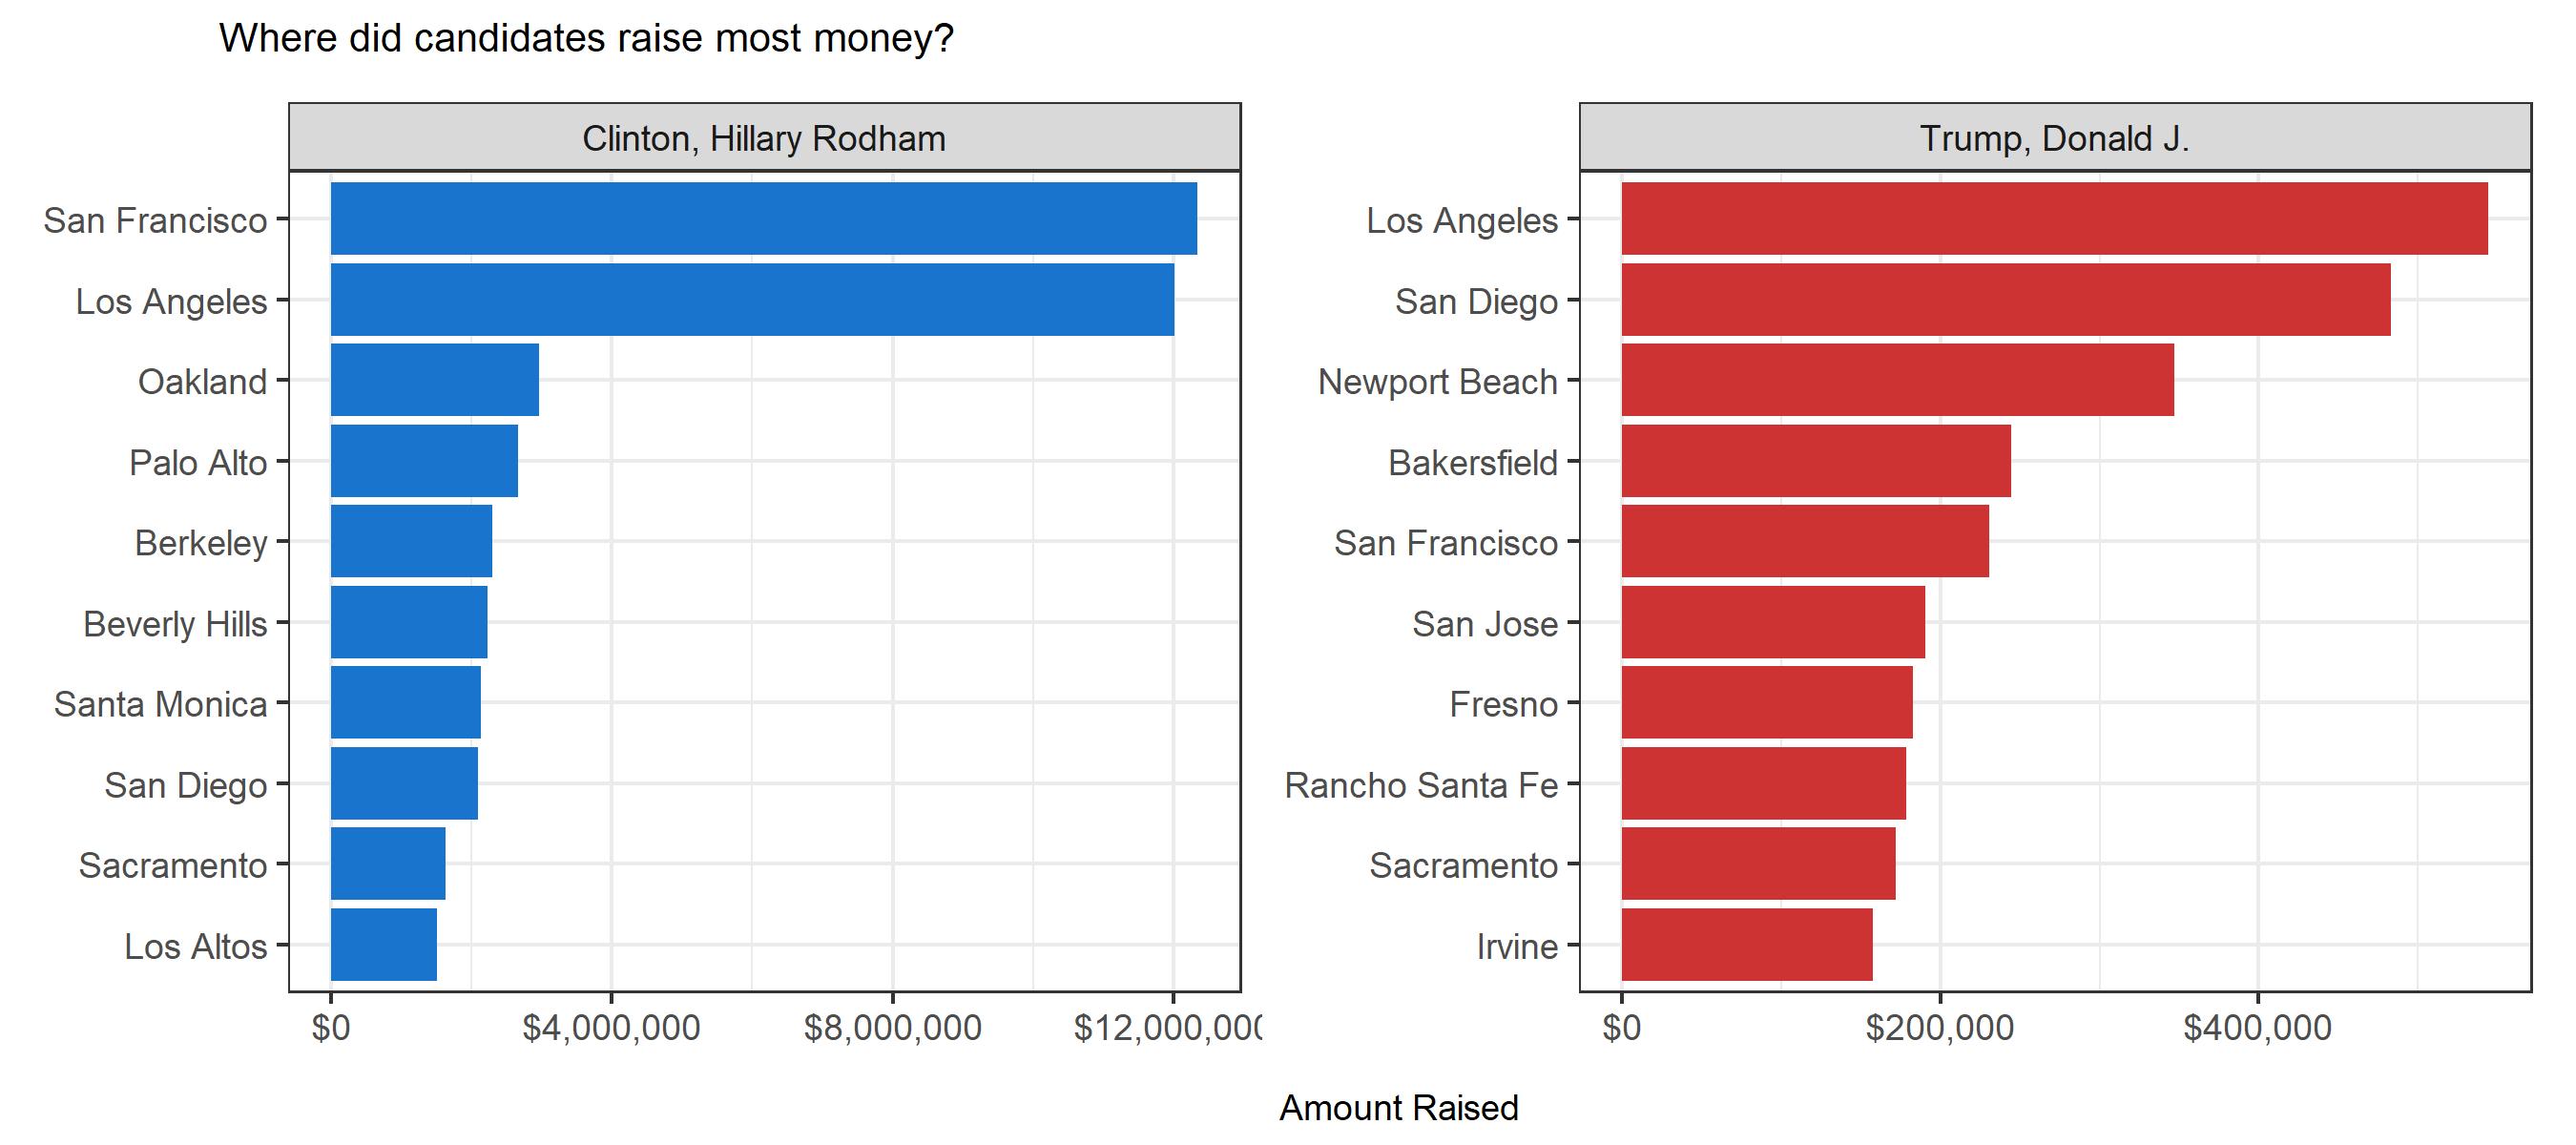 Where did candidates raise most money?
Clinton, Hillary Rodham
San Francisco
Los Angeles
Oakland
Palo Alto
Berkeley
Beverly Hills
Santa Monica
San Diego
Sacramento
Los Altos
$0 $4,000,000 $8,000,000 $12,000,000
Trump, Donald J.
Los Angeles
San Diego
Newport Beach
Bakersfield
San Francisco
San Jose
Fresno
Rancho Santa Fe
Sacramento
Irvine
$0 $200,000 $400,000
Amount Raised